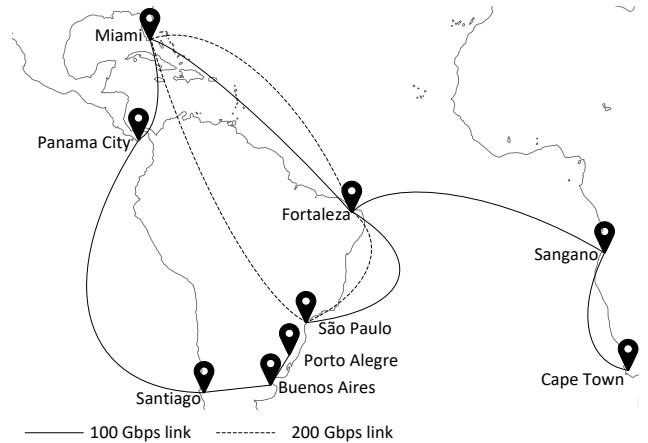 Miami
Panama City
Fortaleza
Sangano
São Paulo
Porto Alegre
Cape Town
Buenos Aires
Santiago
100 Gbps link
200 Gbps link